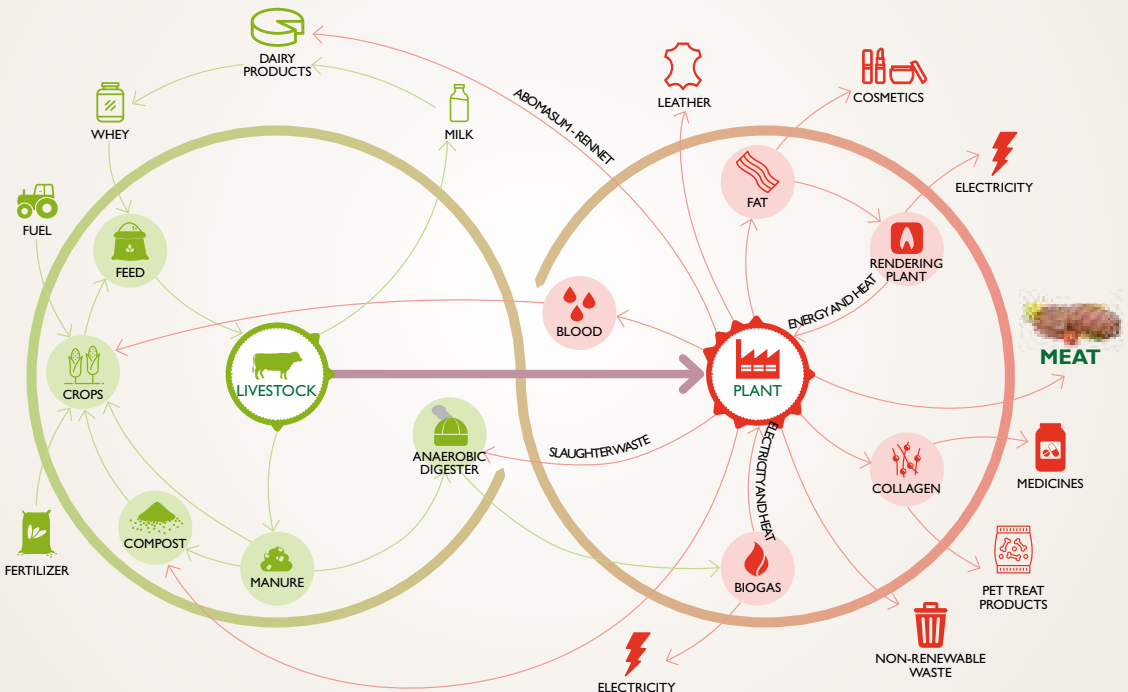 DAIRY
PRODUCTS
WHEY
MILK
LEATHER
COSMETICS
ABOMASUM - RENNET
ELECTRICITY
FUEL
FAT
FEED
RENDERING
PLANT
ENERGY AND HEAT
BLOOD
MEAT
LIVESTOCK
PLANT
CROPS
SLAUGHTER WASTE
ANAEROBIC
DIGESTER
ELECTRICITY AND HEAT
COLLAGEN
MEDICINES
COMPOST
FERTILIZER
MANURE
BIOGAS
PET TREAT
PRODUCTS
NON-RENEWABLE
WASTE
ELECTRICITY